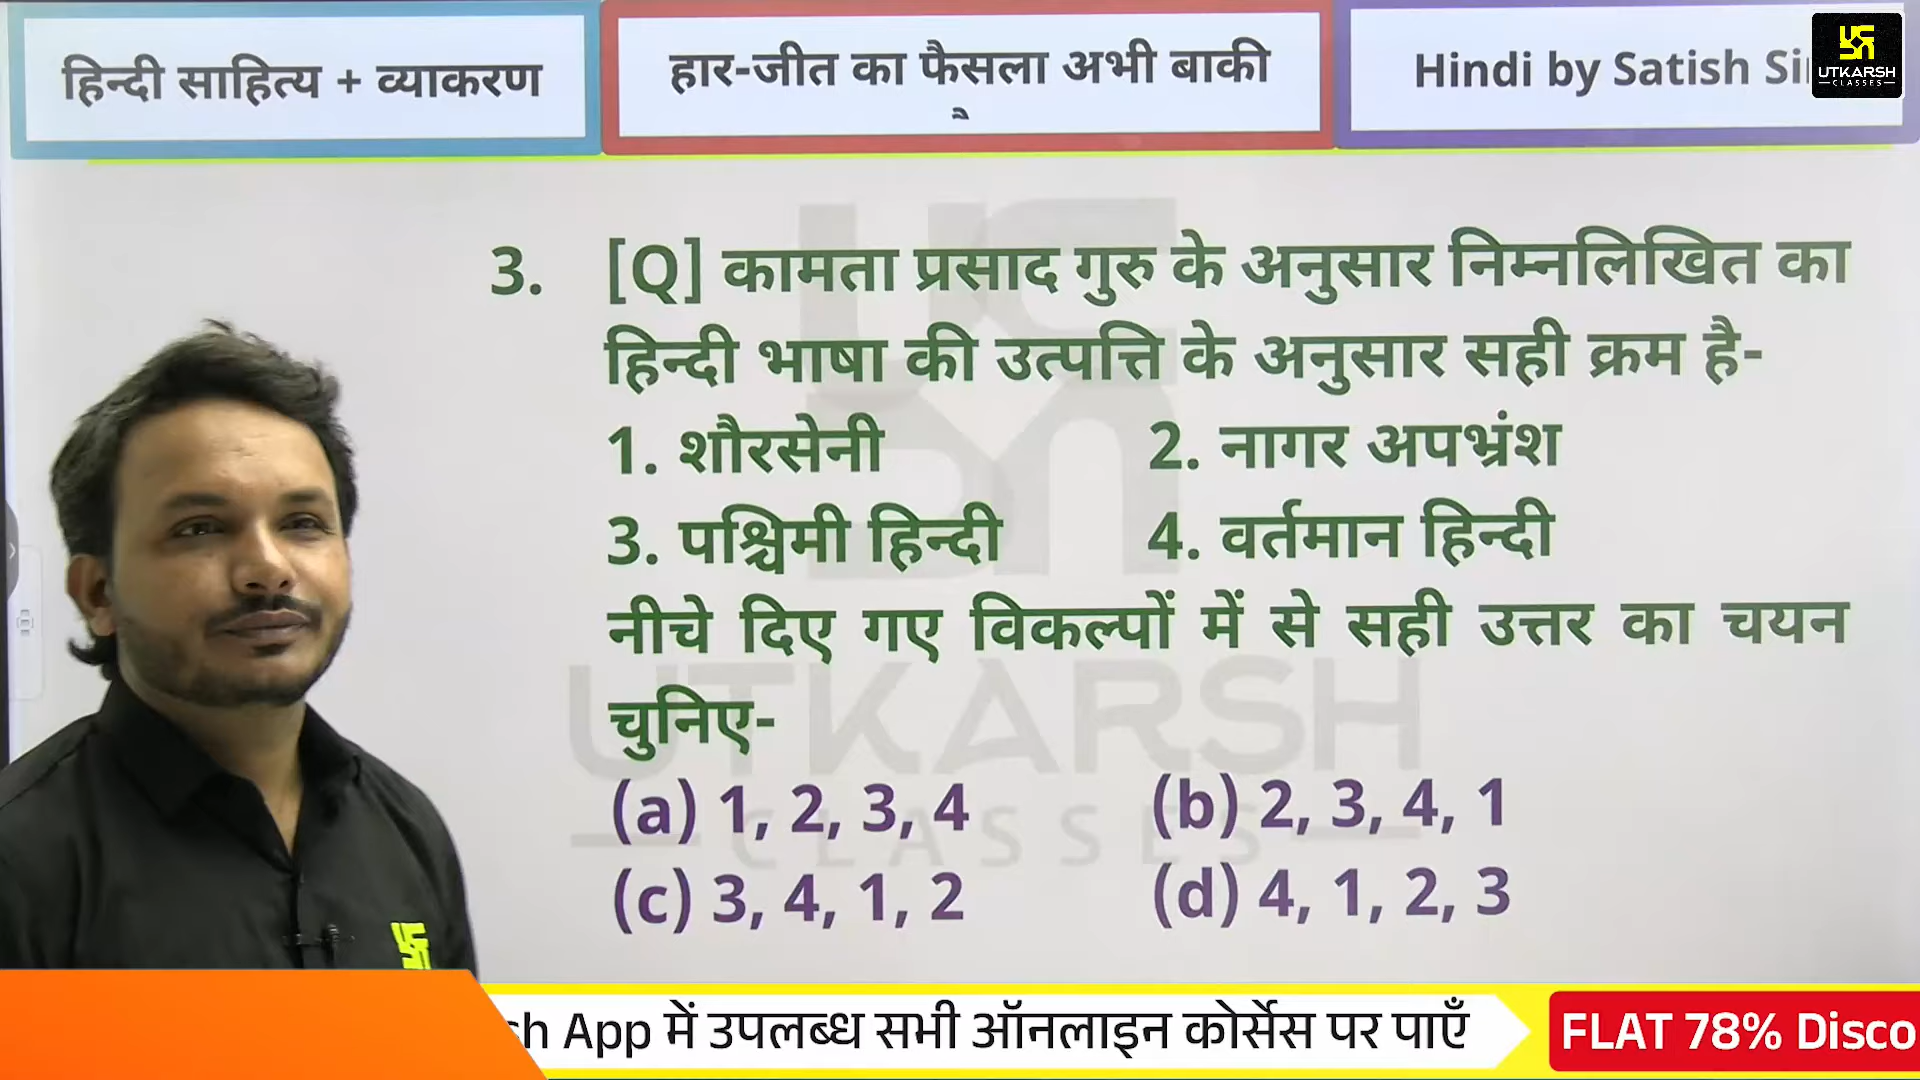 हिन्दी साहित्य + व्याकरण
हार-जीत का फैसला अभी बाकी
Hindi by Satish
UTKARSH
CLASSES
3. [Q] कामता प्रसाद गुरु के अनुसार निम्नलिखित का
हिन्दी भाषा की उत्पत्ति के अनुसार सही क्रम है-
1. शौरसेनी 2. नागर अपभ्रंश
3. पश्चिमी हिन्दी 4. वर्तमान हिन्दी
नीचे दिए गए विकल्पों में से सही उत्तर का चयन
चुनिए-
(a) 1, 2, 3, 4 (b) 2, 3, 4, 1
(c) 3, 4, 1, 2 (d) 4, 1, 2, 3
UTKARSH
CLASSES
App में उपलब्ध सभी ऑनलाइन कोर्सेस पर पाएँ
FLAT 78% Disco